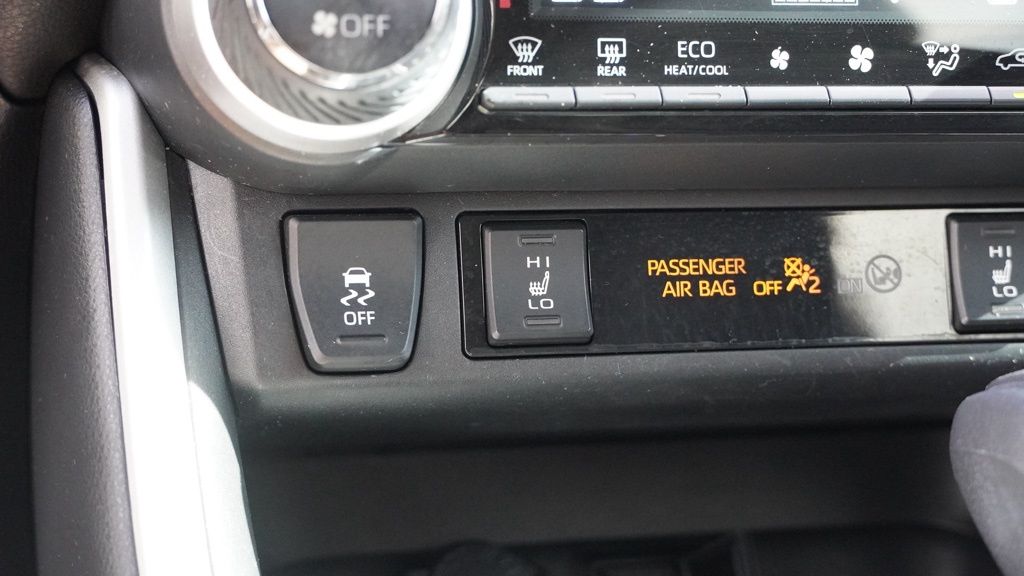 OFF
FRONT
REAR
ECO
HEAT/COOL
OFF
HI
LO
PASSENGER
AIR BAG OFF 2 ON
HI
LO